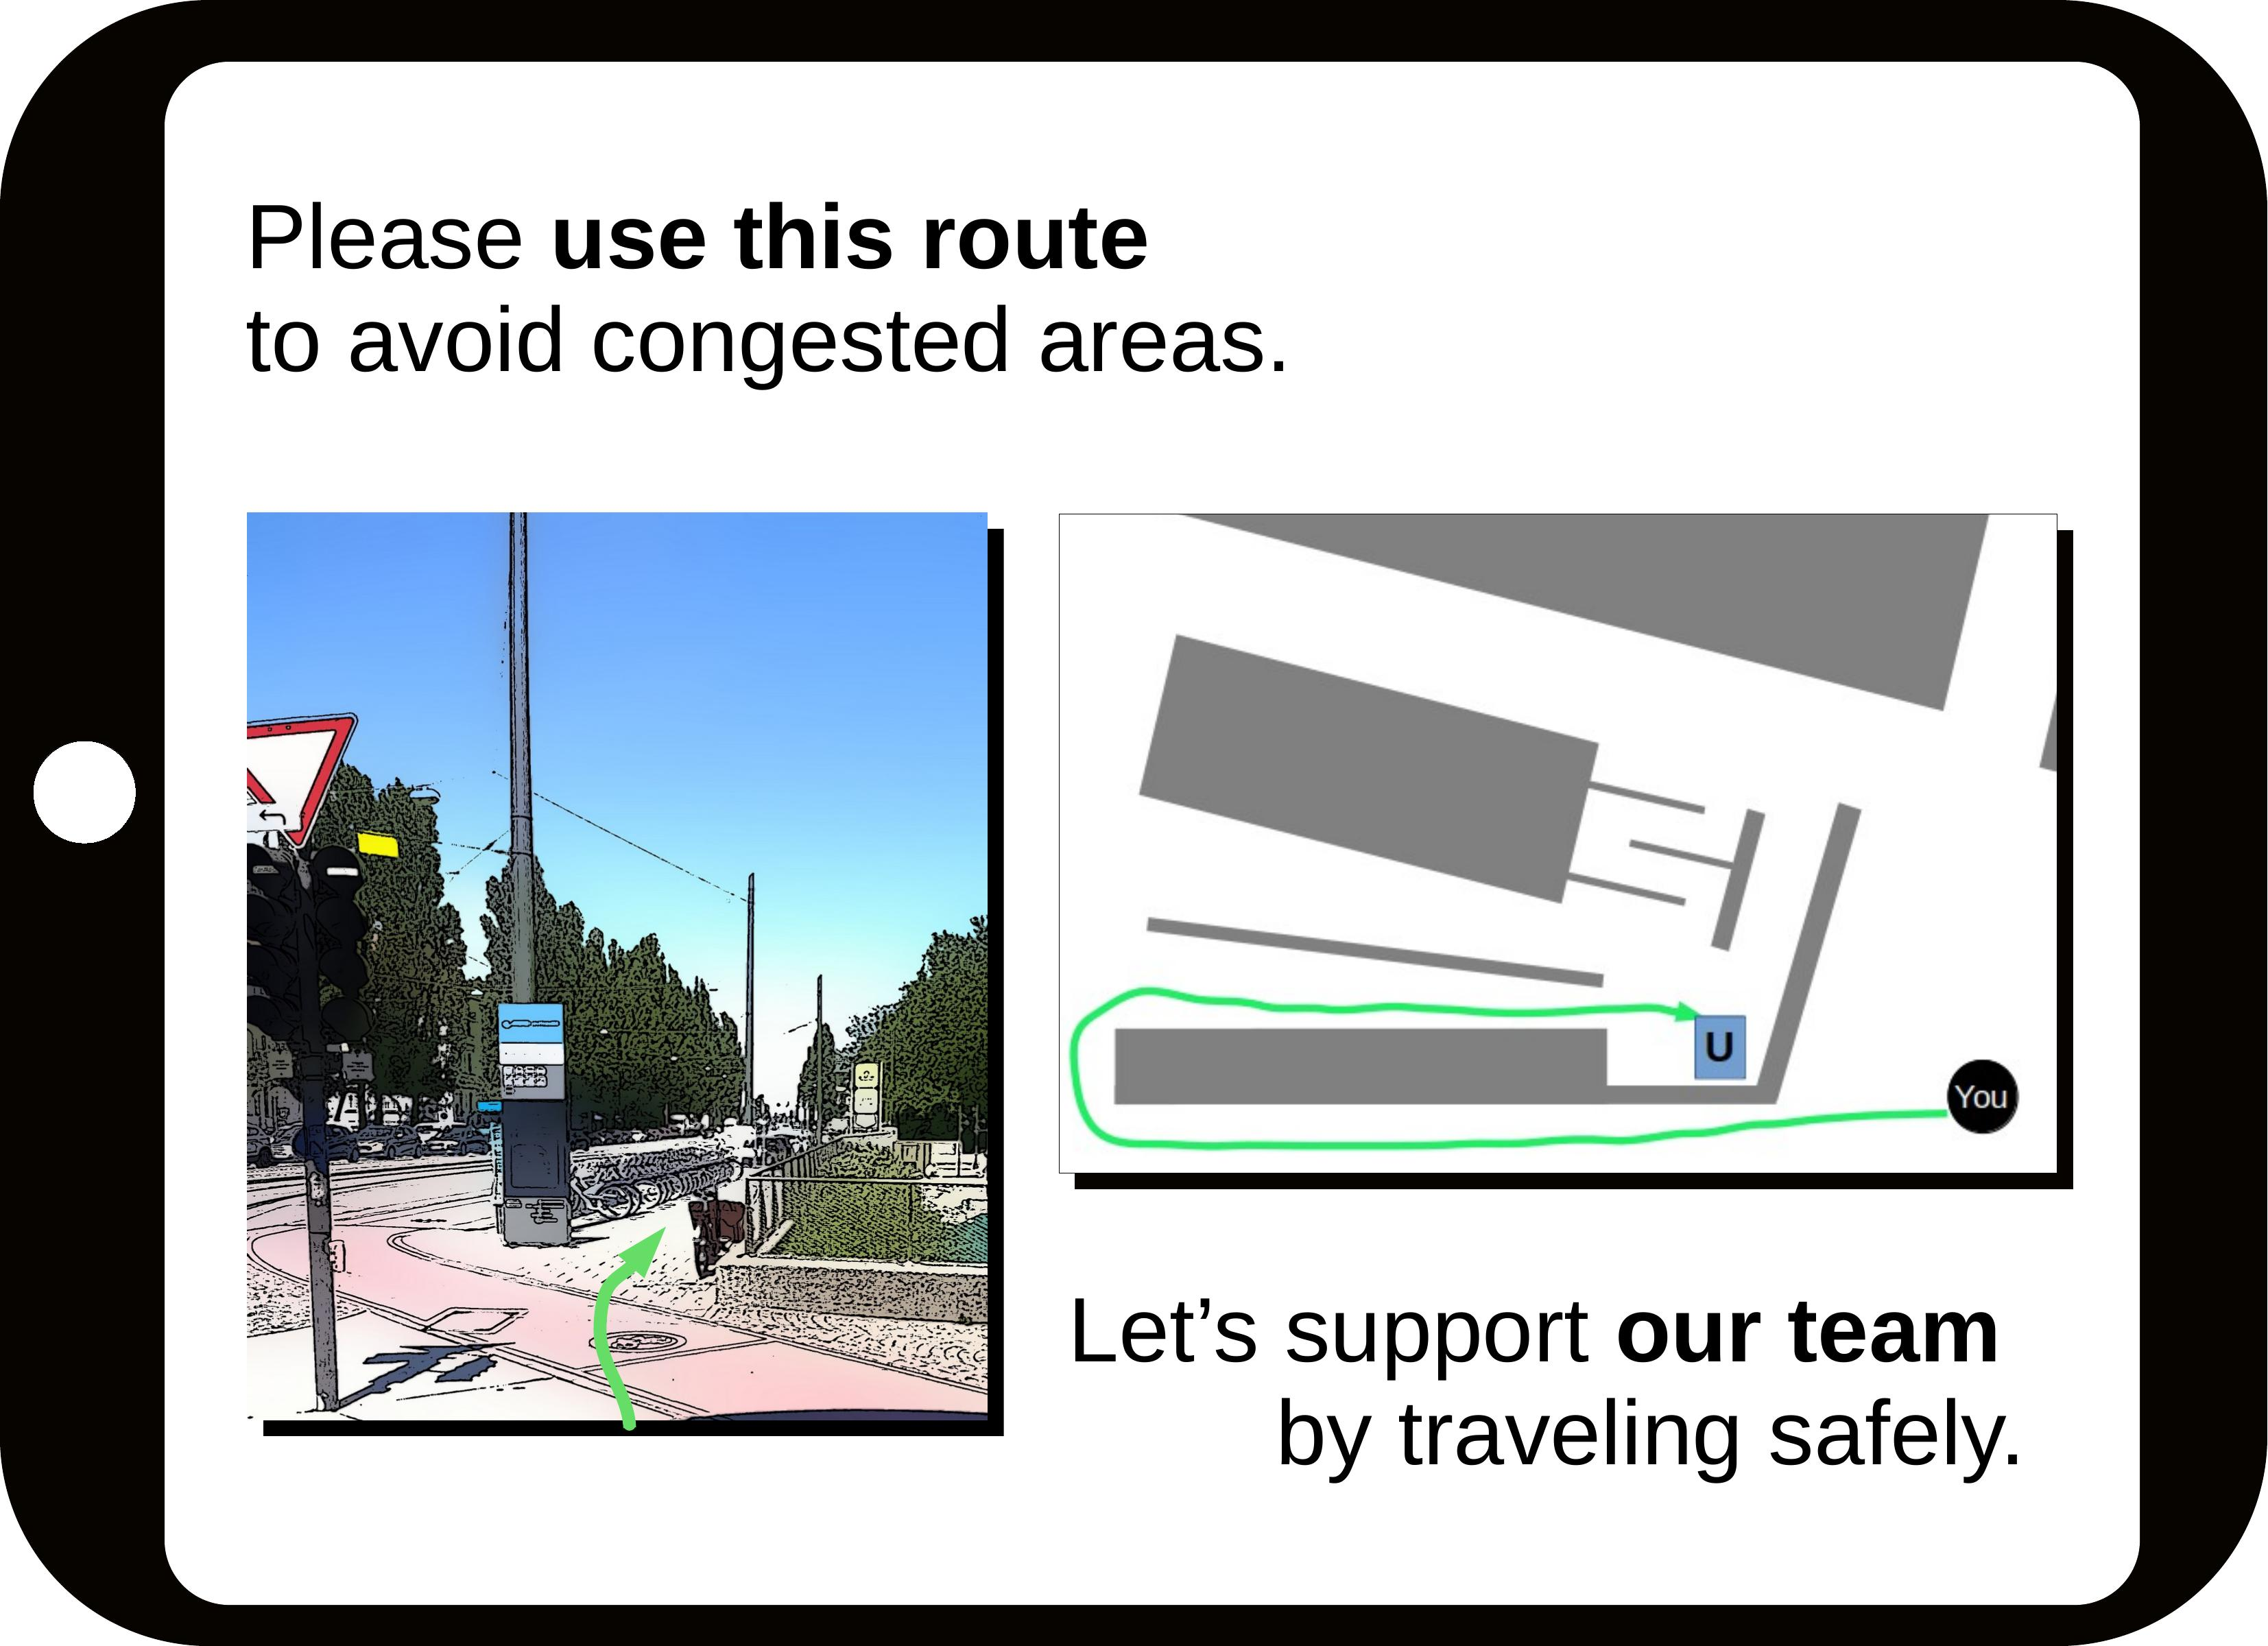 Please use this route
to avoid congested areas.
U
You
Let’s support our team
by traveling safely.